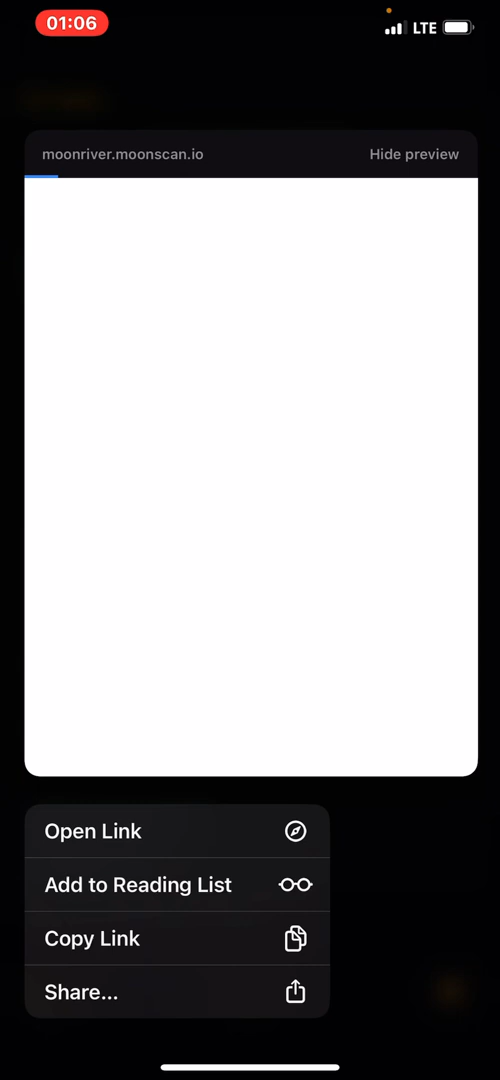 01:06
LTE
moonriver.moonscan.io
Hide preview
Open Link
Add to Reading List
Copy Link
Share...